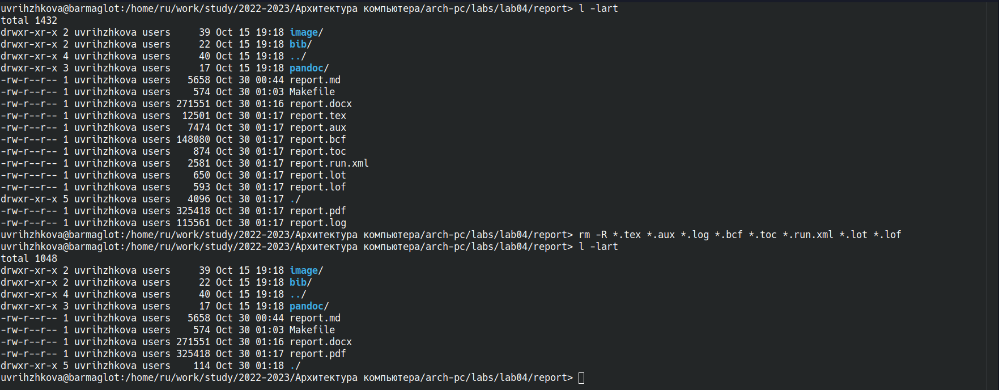 uvrihzhkova@barmaglot:/home/ru/work/study/2022-2023/Архитектура компьютера/arch-pc/labs/lab04/report> l -lart
total 1432
drwxr-xr-x 2 uvrihzhkova users     39 Oct 15 19:18 image/
drwxr-xr-x 2 uvrihzhkova users     22 Oct 15 19:18 bib/
drwxr-xr-x 4 uvrihzhkova users     40 Oct 15 19:18 ../
drwxr-xr-x 3 uvrihzhkova users     17 Oct 15 19:18 pandoc/
-rw-r--r-- 1 uvrihzhkova users   5658 Oct 30 00:44 report.md
-rw-r--r-- 1 uvrihzhkova users    574 Oct 30 01:03 Makefile
-rw-r--r-- 1 uvrihzhkova users 271551 Oct 30 01:16 report.docx
-rw-r--r-- 1 uvrihzhkova users  12501 Oct 30 01:17 report.tex
-rw-r--r-- 1 uvrihzhkova users   7474 Oct 30 01:17 report.aux
-rw-r--r-- 1 uvrihzhkova users 148080 Oct 30 01:17 report.bcf
-rw-r--r-- 1 uvrihzhkova users    874 Oct 30 01:17 report.toc
-rw-r--r-- 1 uvrihzhkova users   2581 Oct 30 01:17 report.run.xml
-rw-r--r-- 1 uvrihzhkova users    650 Oct 30 01:17 report.lot
-rw-r--r-- 1 uvrihzhkova users    593 Oct 30 01:17 report.lof
drwxr-xr-x 5 uvrihzhkova users   4096 Oct 30 01:17 ./
-rw-r--r-- 1 uvrihzhkova users 325418 Oct 30 01:17 report.pdf
-rw-r--r-- 1 uvrihzhkova users 115561 Oct 30 01:17 report.log
uvrihzhkova@barmaglot:/home/ru/work/study/2022-2023/Архитектура компьютера/arch-pc/labs/lab04/report> rm -R *.tex *.aux *.log *.bcf *.toc *.run.xml *.lot *.lof
uvrihzhkova@barmaglot:/home/ru/work/study/2022-2023/Архитектура компьютера/arch-pc/labs/lab04/report> l -lart
total 1048
drwxr-xr-x 2 uvrihzhkova users     39 Oct 15 19:18 image/
drwxr-xr-x 2 uvrihzhkova users     22 Oct 15 19:18 bib/
drwxr-xr-x 4 uvrihzhkova users     40 Oct 15 19:18 ../
drwxr-xr-x 3 uvrihzhkova users     17 Oct 15 19:18 pandoc/
-rw-r--r-- 1 uvrihzhkova users   5658 Oct 30 00:44 report.md
-rw-r--r-- 1 uvrihzhkova users    574 Oct 30 01:03 Makefile
-rw-r--r-- 1 uvrihzhkova users 271551 Oct 30 01:16 report.docx
-rw-r--r-- 1 uvrihzhkova users 325418 Oct 30 01:17 report.pdf
drwxr-xr-x 5 uvrihzhkova users    114 Oct 30 01:18 ./
uvrihzhkova@barmaglot:/home/ru/work/study/2022-2023/Архитектура компьютера/arch-pc/labs/lab04/report>